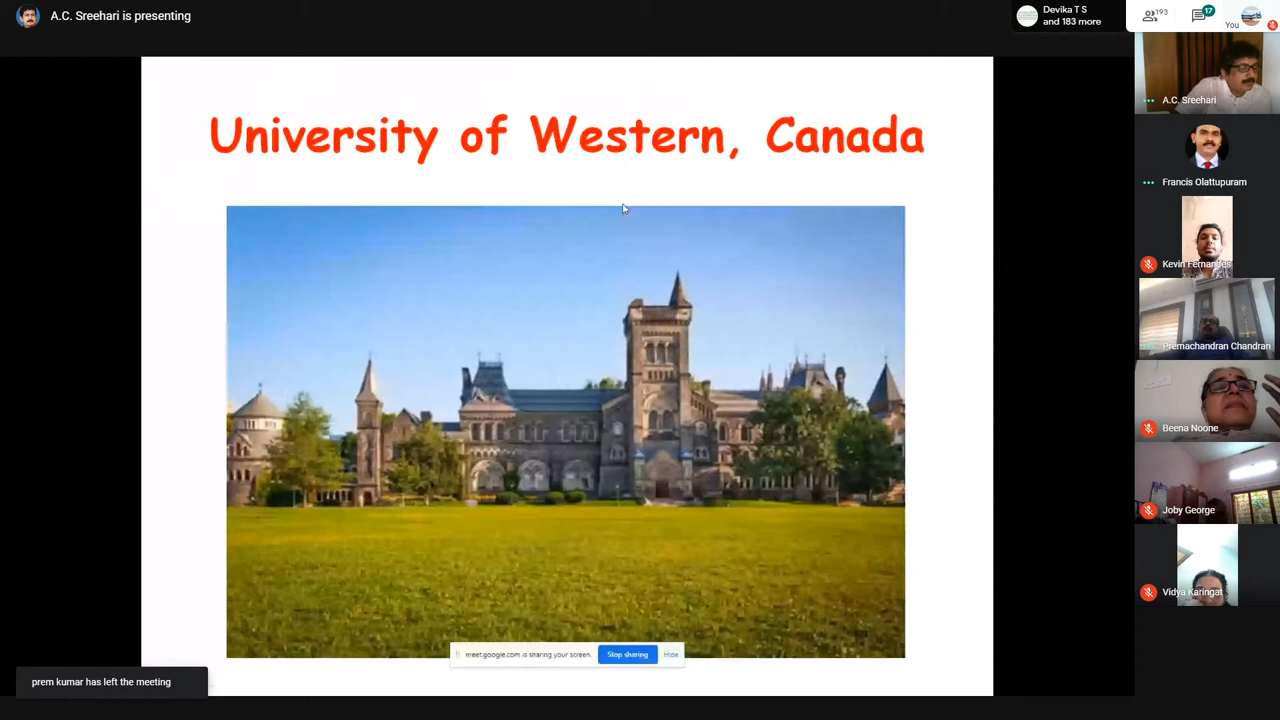 A.C. Sreehari is presenting
Devika T S
and 183 more
193
17
You
University of Western, Canada
A.C. Sreehari
Francis Olattupuram
Kevin Fernandes
Premachandran Chandran
Beena Noone
Joby George
Vidya Karingat
meet.google.com is sharing your screen.
Stop sharing
Hide
prem kumar has left the meeting